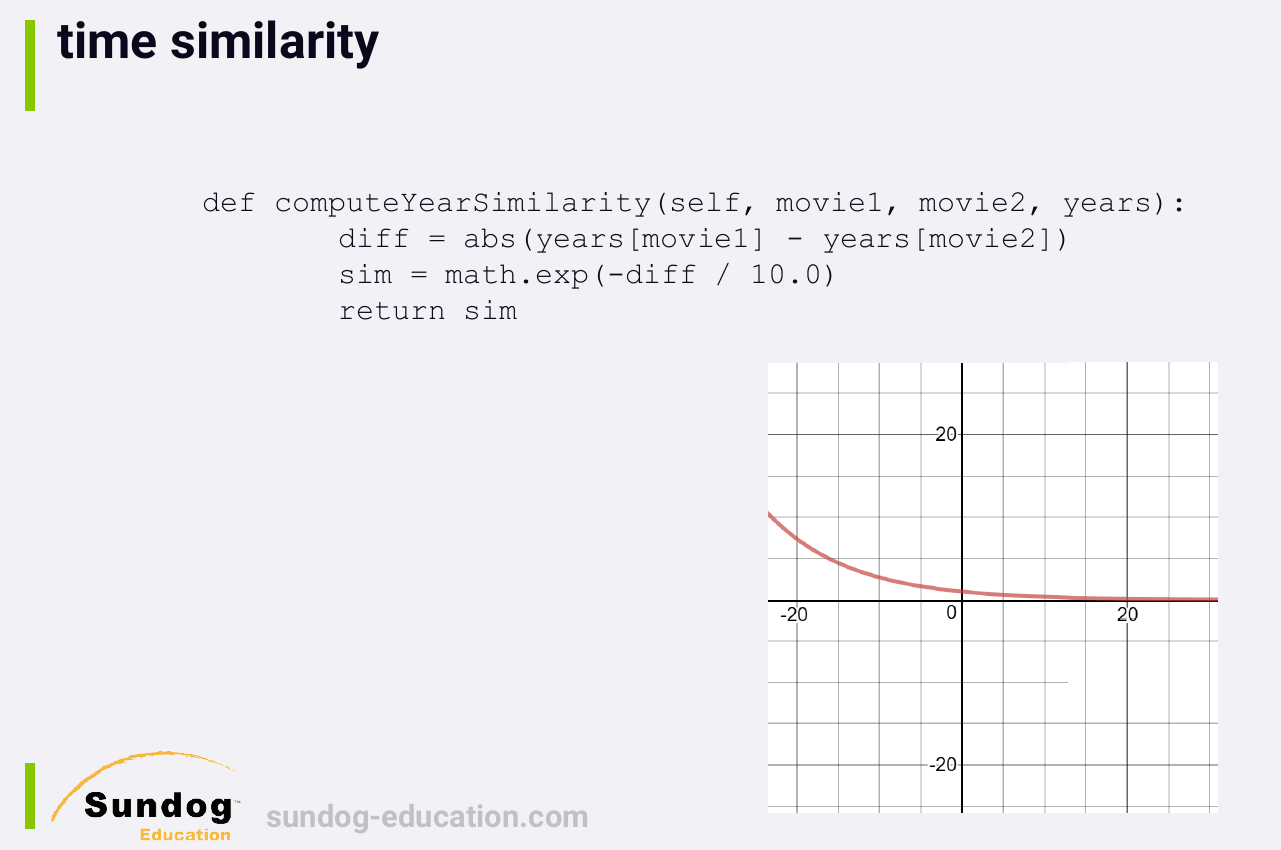 time similarity
def computeYearSimilarity(self, movie1, movie2, years):
diff = abs(years[movie1] - years[movie2])
sim = math.exp(-diff / 10.0)
return sim
20
-20
0
20
-20
Sundog™
Education
sundog-education.com